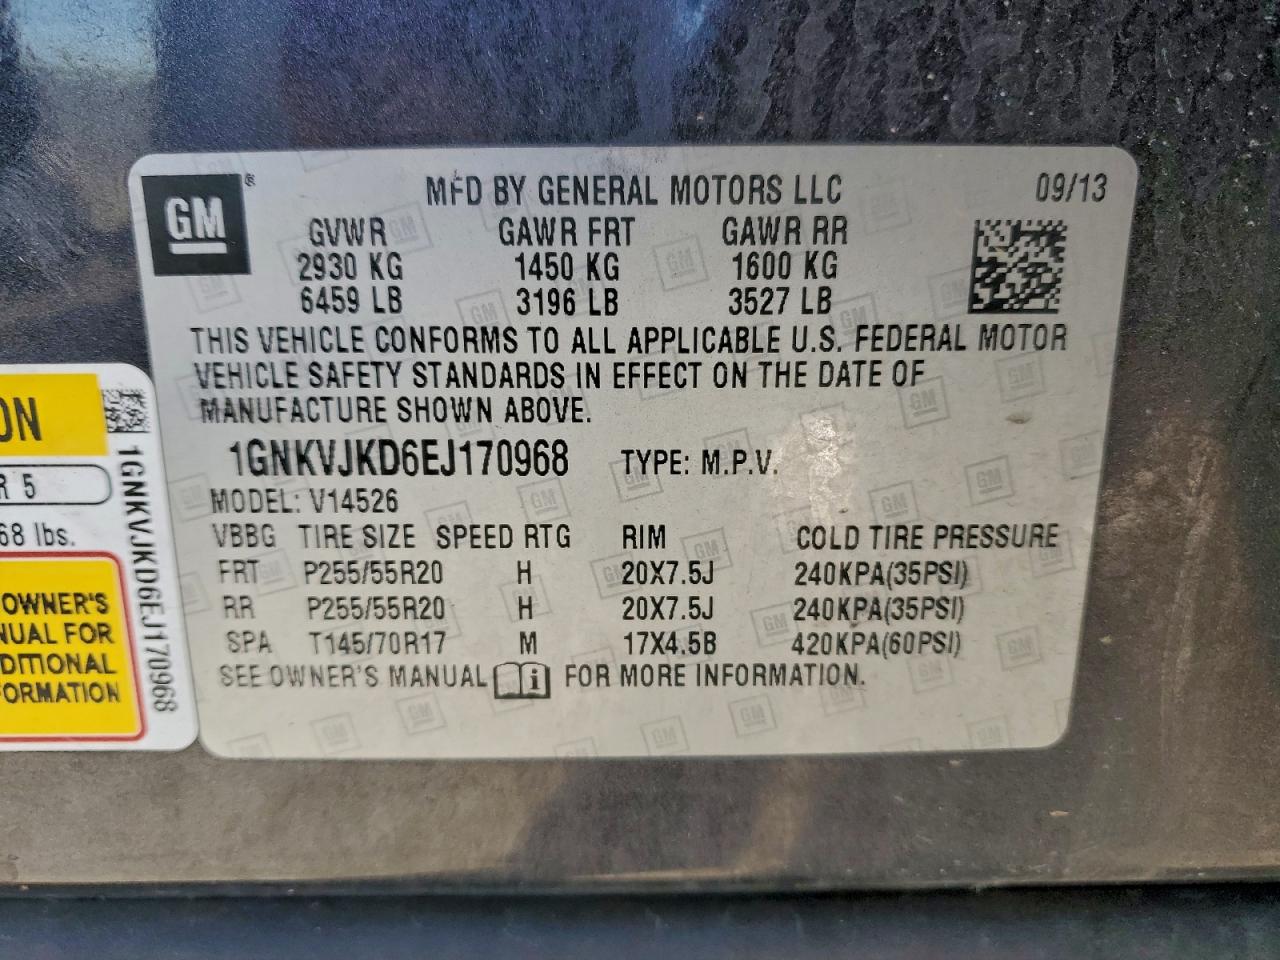 GM®
MFD BY GENERAL MOTORS LLC 09/13
GVWR GAWR FRT GAWR RR
2930 KG 1450 KG 1600 KG
6459 LB 3196 LB 3527 LB
THIS VEHICLE CONFORMS TO ALL APPLICABLE U.S. FEDERAL MOTOR
VEHICLE SAFETY STANDARDS IN EFFECT ON THE DATE OF
MANUFACTURE SHOWN ABOVE.
1GNKVJKD6EJ170968 TYPE: M.P.V.
MODEL: V14526
VBBG TIRE SIZE SPEED RTG RIM COLD TIRE PRESSURE
FRT P255/55R20 H 20X7.5J 240KPA(35PSI)
RR P255/55R20 H 20X7.5J 240KPA(35PSI)
SPA T145/70R17 M 17X4.5B 420KPA(60PSI)
SEE OWNER'S MANUAL i FOR MORE INFORMATION.
ON
R 5
68 lbs.
OWNER'S
NUAL FOR
DITIONAL
FORMATION
1GNKVJKD6EJ170968